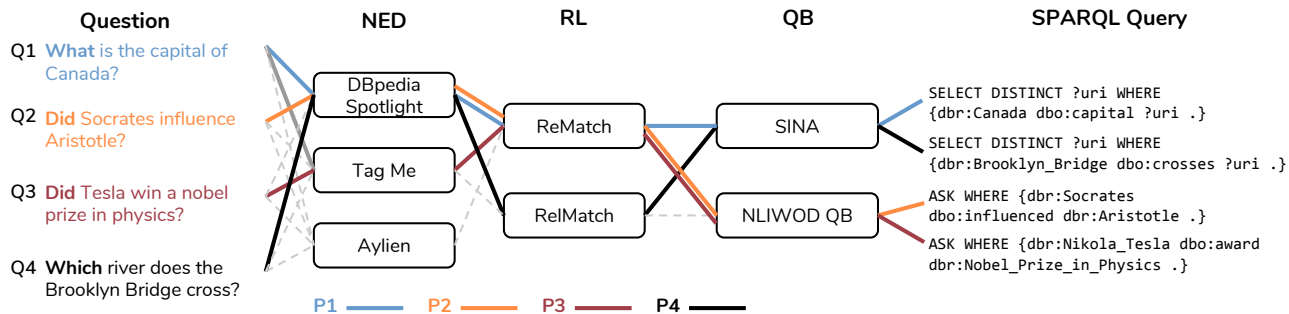 Question
NED
RL
QB
SPARQL Query
Q1 What is the capital of
Canada?
Q2 Did Socrates influence
Aristotle?
Q3 Did Tesla win a nobel
prize in physics?
Q4 Which river does the
Brooklyn Bridge cross?
DBpedia
Spotlight
Tag Me
Aylien
ReMatch
RelMatch
SINA
NLIWOD QB
SELECT DISTINCT ?uri WHERE
{dbr:Canada dbo:capital ?uri .}
SELECT DISTINCT ?uri WHERE
{dbr:Brooklyn_Bridge dbo:crosses ?uri .}
ASK WHERE {dbr:Socrates
dbo:influenced dbr:Aristotle .}
ASK WHERE {dbr:Nikola_Tesla dbo:award
dbr:Nobel_Prize_in_Physics .}
P1
P2
P3
P4